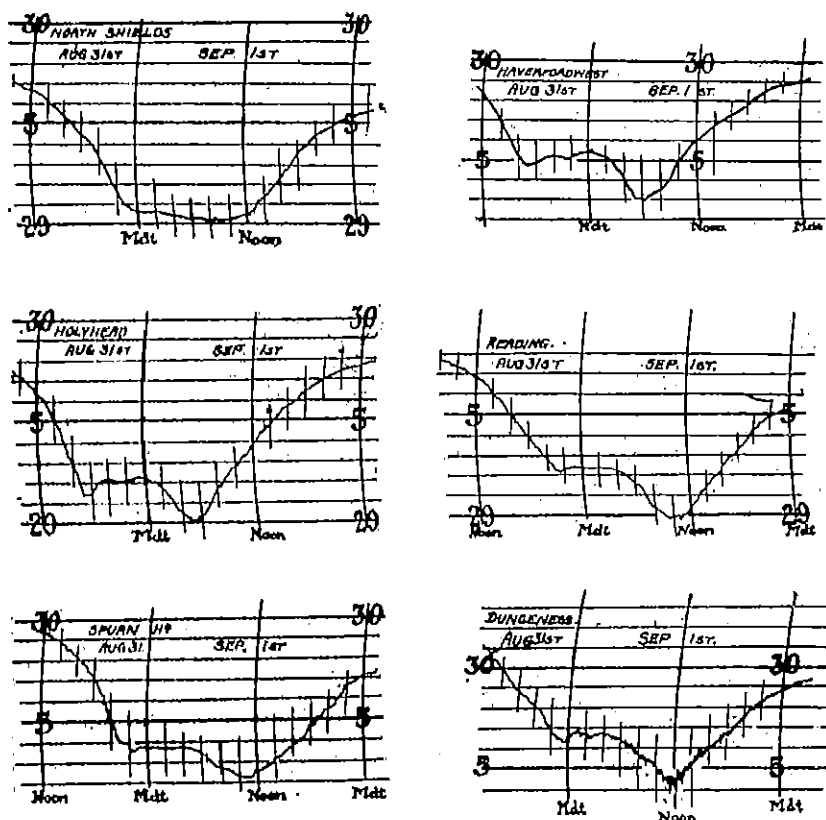 30 30
NORTH SHIELDS
AUG 31ST SEP. 1ST
5 5
29 29
Mdt Noon
30 30
HAVERFORDWEST
AUG 31ST SEP. 1ST.
5 5
Mdt Noon Mdt
30 30
HOLYHEAD
AUG 31ST SEP. 1ST
5 5
29 29
Mdt Noon
READING.
AUG 31ST SEP. 1ST.
5 5
29 29
Noon Mdt Noon Mdt
30 30
SPURN Hd
AUG 31. SEP. 1ST
5 5
Noon Mdt Noon Mdt
DUNGENESS.
AUG 31ST SEP 1ST.
30 30
5 5
Mdt Noon Mdt